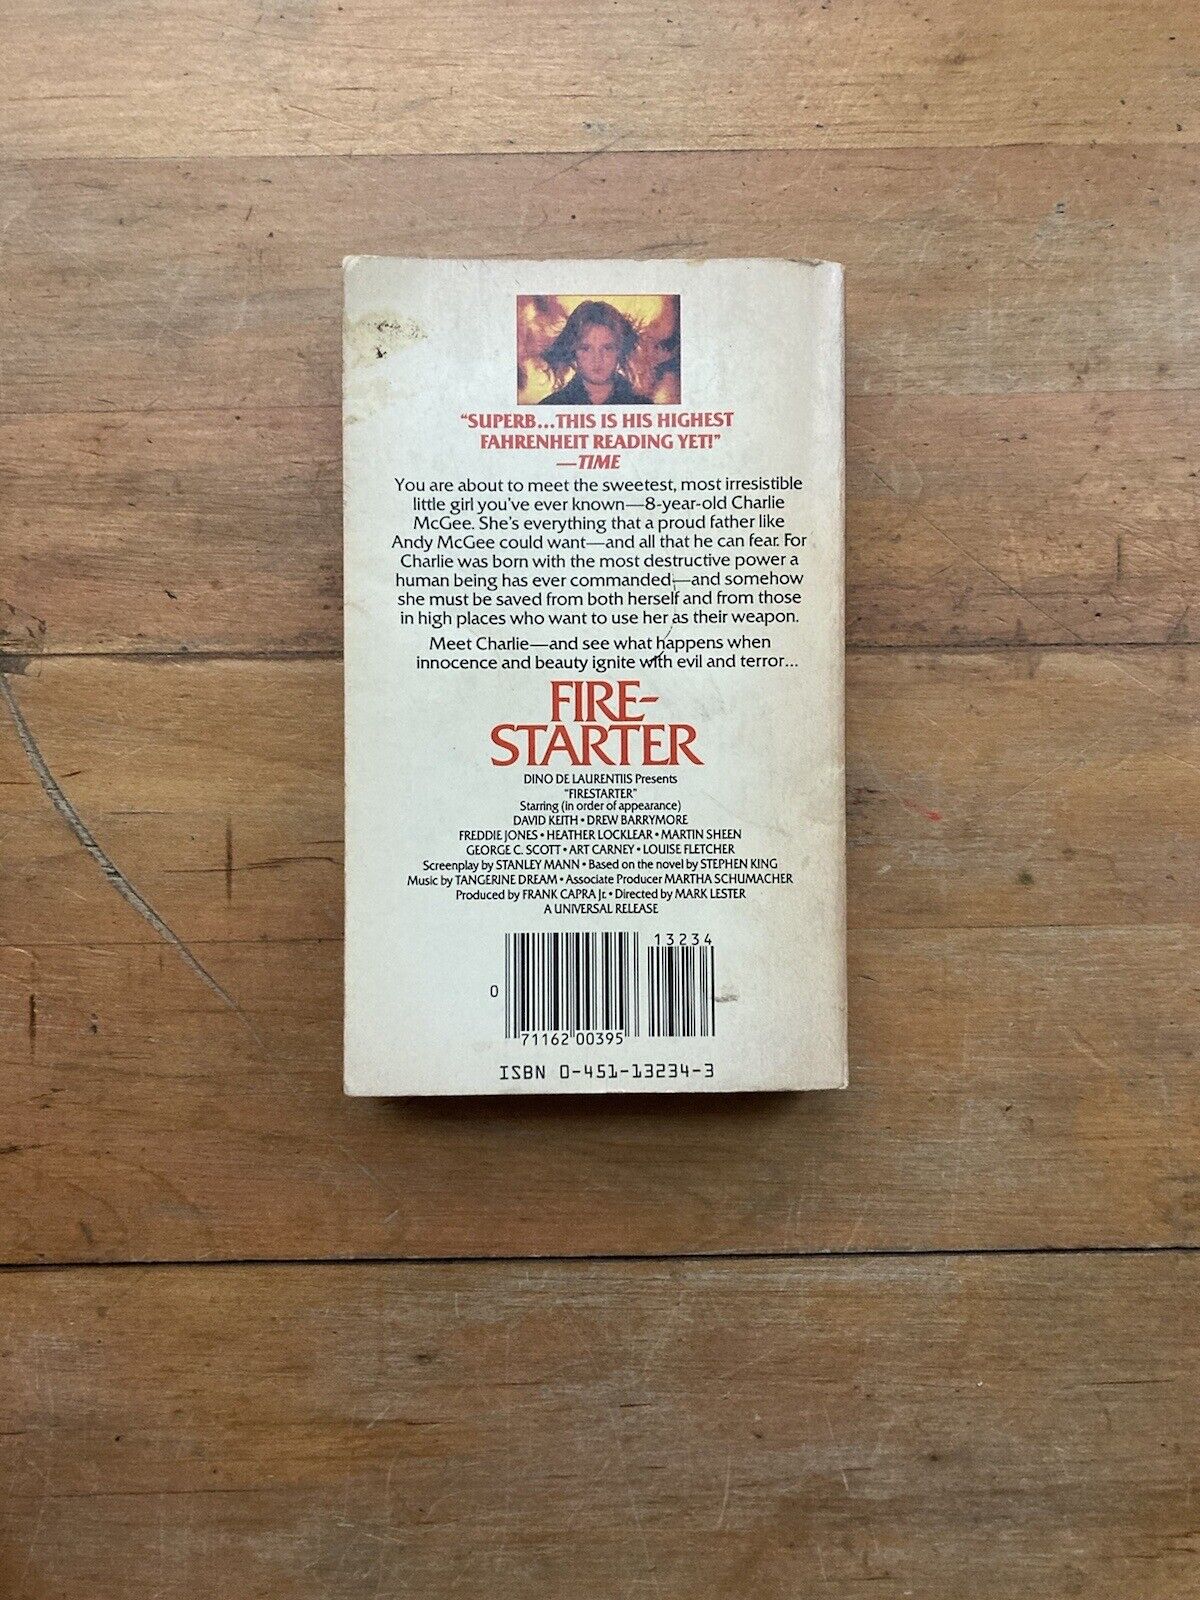 “SUPERB...THIS IS HIS HIGHEST
FAHRENHEIT READING YET!”
—TIME
You are about to meet the sweetest, most irresistible
little girl you've ever known—8-year-old Charlie
McGee. She's everything that a proud father like
Andy McGee could want—and all that he can fear. For
Charlie was born with the most destructive power a
human being has ever commanded—and somehow
she must be saved from both herself and from those
in high places who want to use her as their weapon.
Meet Charlie—and see what happens when
innocence and beauty ignite with evil and terror...
FIRE-
STARTER
DINO DE LAURENTIIS Presents
"FIRESTARTER"
Starring (in order of appearance)
DAVID KEITH • DREW BARRYMORE
FREDDIE JONES • HEATHER LOCKLEAR • MARTIN SHEEN
GEORGE C. SCOTT • ART CARNEY • LOUISE FLETCHER
Screenplay by STANLEY MANN • Based on the novel by STEPHEN KING
Music by TANGERINE DREAM • Associate Producer MARTHA SCHUMACHER
Produced by FRANK CAPRA Jr. • Directed by MARK LESTER
A UNIVERSAL RELEASE
13234
0
71162 00395
ISBN 0-451-13234-3